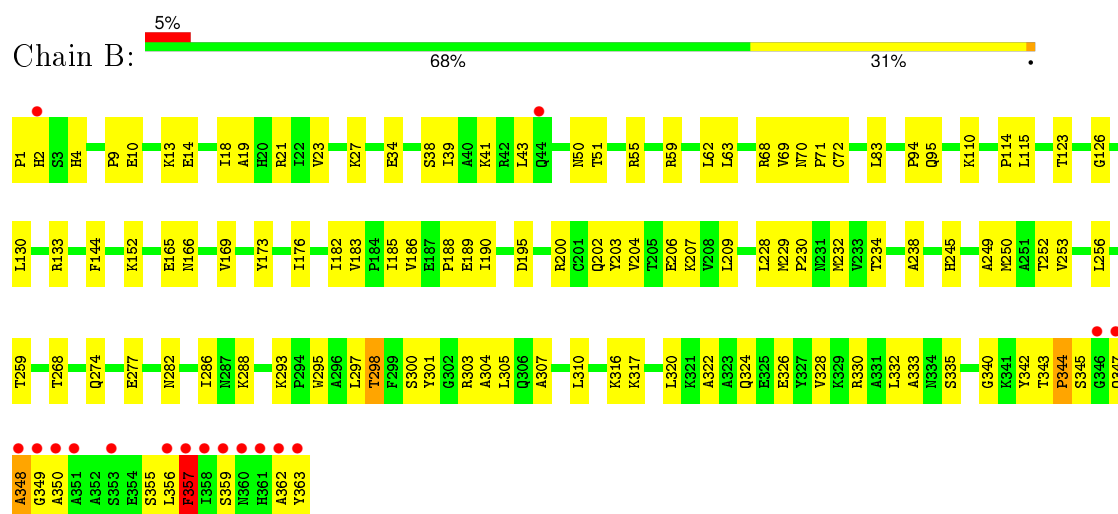 5%
Chain B:
68% 31% •
P1 H2 S3 H4 P9 E10 K13 E14 I18 A19 H20 R21 I22 V23 K27 E34 S38 I39 A40 K41 R42 L43 Q44 N50 T51 R55 R59 L62 L63 R68 V69 N70 P71 C72 L83 P94 Q95 K110 P114 L115 T123 G126
L130 R133 F144 K152 E165 N166 V169 Y173 I176 I182 V183 P184 I185 V186 E187 P188 E189 I190 D195 R200 C201 Q202 Y203 V204 T205 E206 K207 V208 L209 L228 M229 P230 N231 M232 V233 T234 A238 H245 A249 M250 A251 T252 V253 L256
T259 T268 Q274 E277 N282 I286 N287 K288 K293 P294 W295 A296 L297 T298 F299 S300 Y301 G302 R303 A304 L305 Q306 A307 L310 K316 K317 L320 K321 A322 A323 Q324 E325 E326 Y327 V328 K329 R330 A331 L332 A333 N334 S335 G340 K341 Y342 T343 P344 S345 G346 Q347
A348 G349 A350 A351 A352 S353 E354 S355 L356 F357 I358 S359 N360 H361 A362 Y363